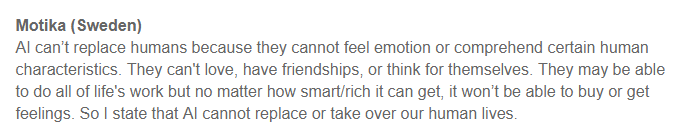 Motika (Sweden)
AI can’t replace humans because they cannot feel emotion or comprehend certain human
characteristics. They can't love, have friendships, or think for themselves. They may be able
to do all of life's work but no matter how smart/rich it can get, it won’t be able to buy or get
feelings. So I state that AI cannot replace or take over our human lives.